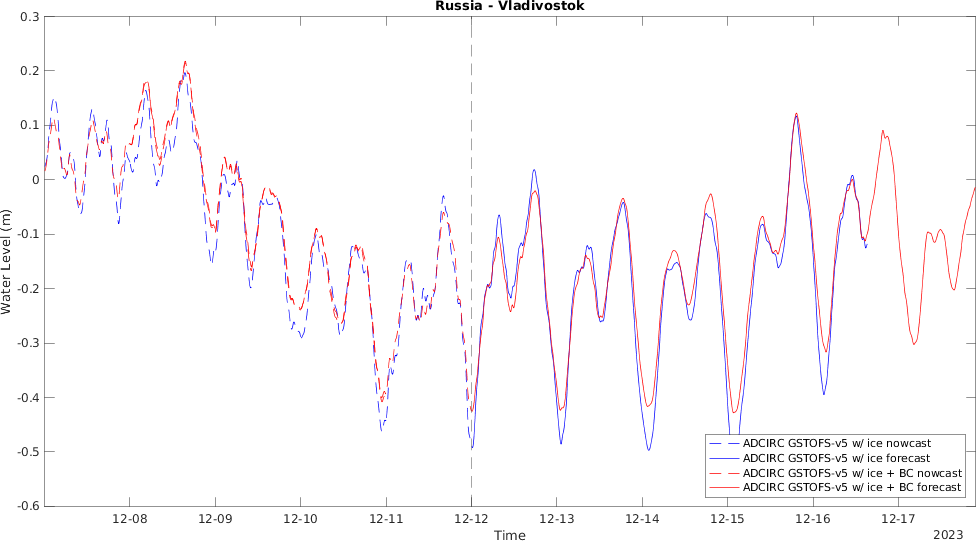 Russia - Vladivostok
Water Level (m)
0.3
0.2
0.1
0
-0.1
-0.2
-0.3
-0.4
-0.5
-0.6
ADCIRC GSTOFS-v5 w/ ice nowcast
ADCIRC GSTOFS-v5 w/ ice forecast
ADCIRC GSTOFS-v5 w/ ice + BC nowcast
ADCIRC GSTOFS-v5 w/ ice + BC forecast
12-08 12-09 12-10 12-11 12-12 12-13 12-14 12-15 12-16 12-17
Time
2023